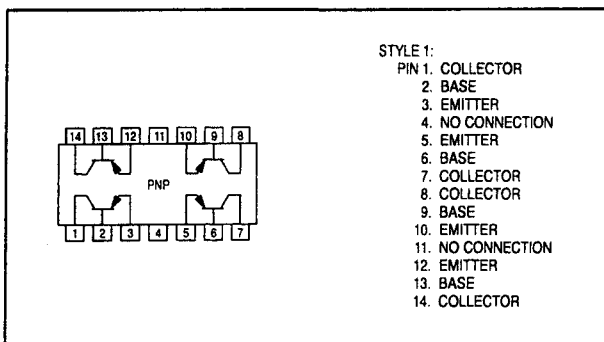 STYLE 1:
PIN 1. COLLECTOR
2. BASE
3. EMITTER
4. NO CONNECTION
5. EMITTER
6. BASE
7. COLLECTOR
8. COLLECTOR
9. BASE
10. EMITTER
11. NO CONNECTION
12. EMITTER
13. BASE
14. COLLECTOR
14 13 12 11 10 9 8
PNP
1 2 3 4 5 6 7